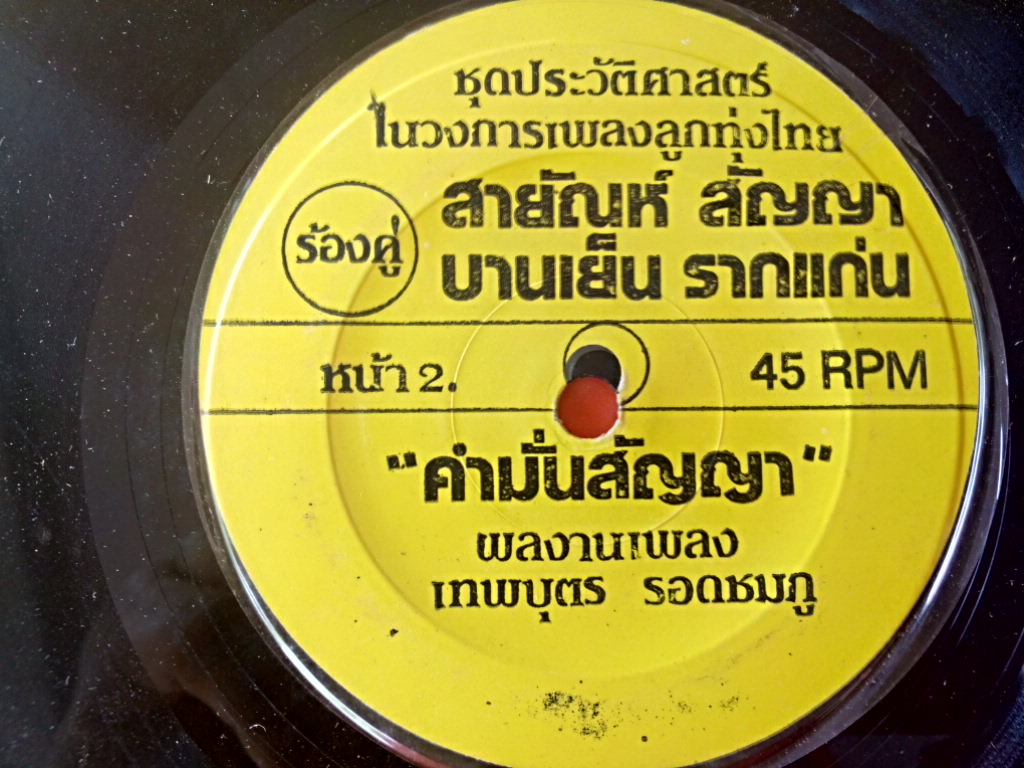 ชุดประวัติศาสตร์
ในวงการเพลงลูกทุ่งไทย
ร้องคู่
สายัณห์ สัญญา
บานเย็น รากแก่น
หน้า 2.
45 RPM
"คำมั่นสัญญา"
ผลงานเพลง
เทพบุตร รอดชมภู